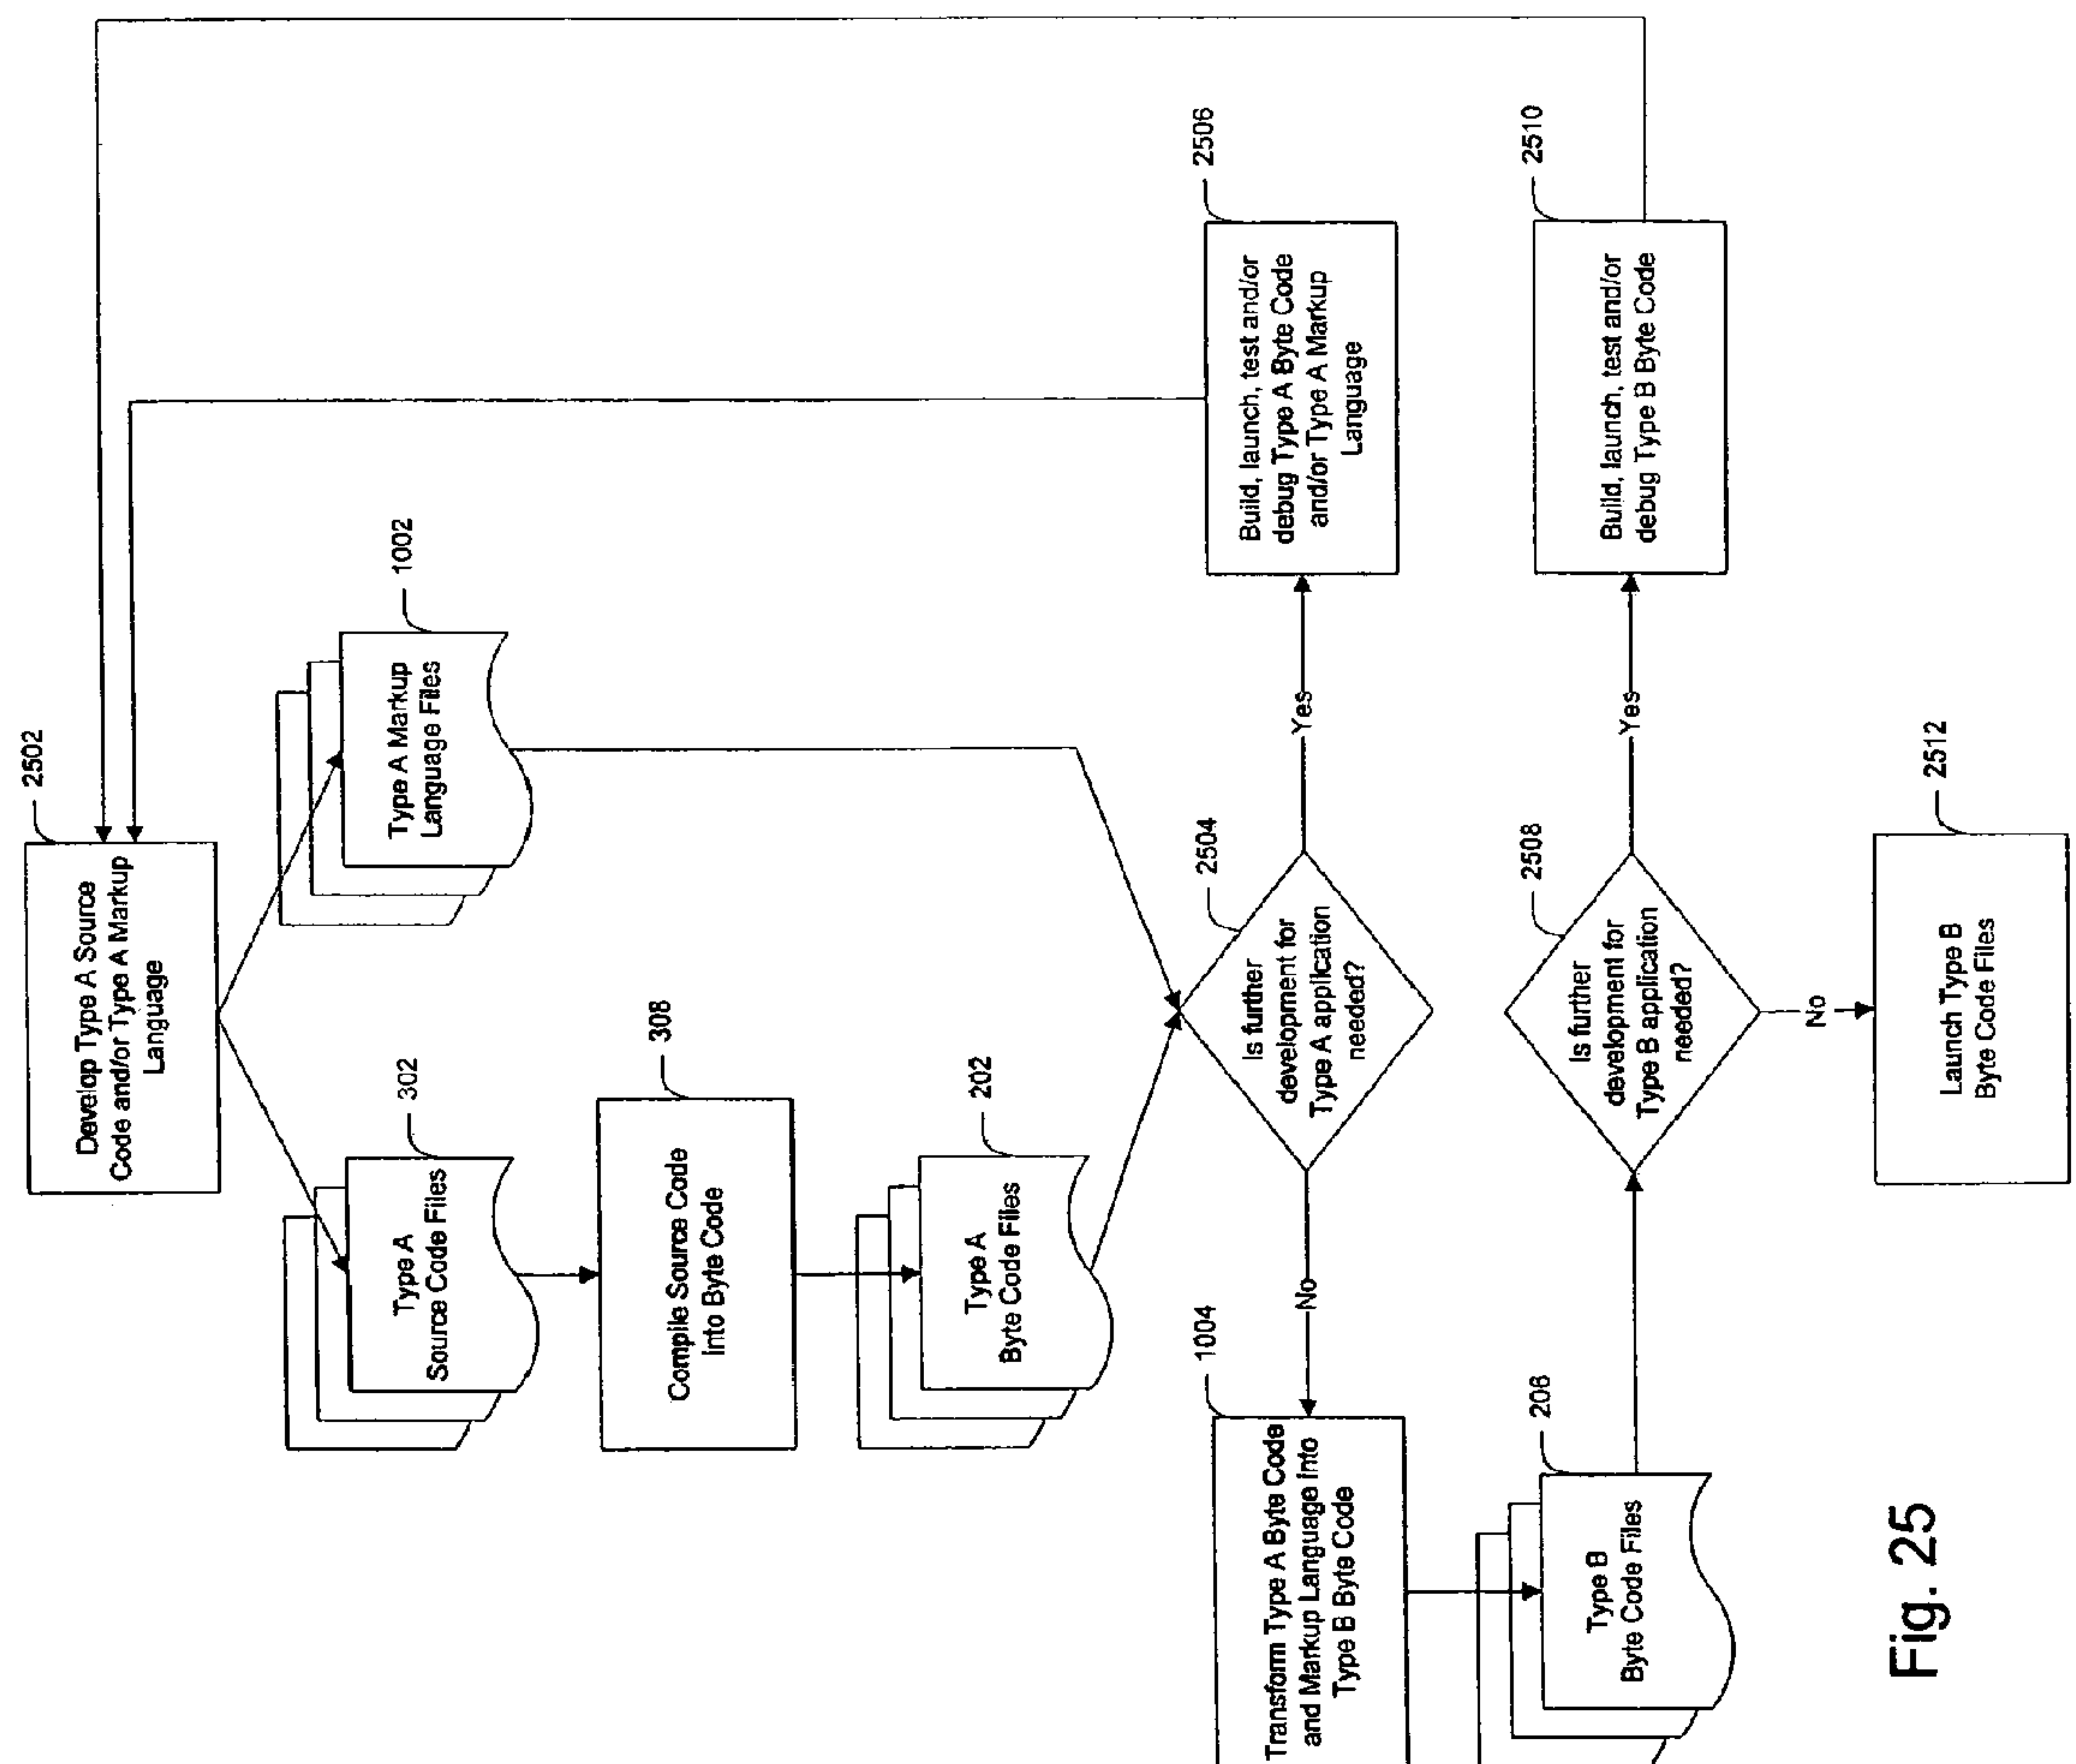 2502
Develop Type A Source
Code and/or Type A Markup
Language
302
Type A
Source Code Files
1002
Type A Markup
Language Files
308
Compile Source Code
into Byte Code
202
Type A
Byte Code Files
2504
Is further
development for
Type A application
needed?
Yes
2506
Build, launch, test and/or
debug Type A Byte Code
and/or Type A Markup
Language
No
1004
Transform Type A Byte Code
and Markup Language into
Type B Byte Code
206
Type B
Byte Code Files
2508
Is further
development for
Type B application
needed?
Yes
2510
Build, launch, test and/or
debug Type B Byte Code
No
2512
Launch Type B
Byte Code Files
Fig. 25